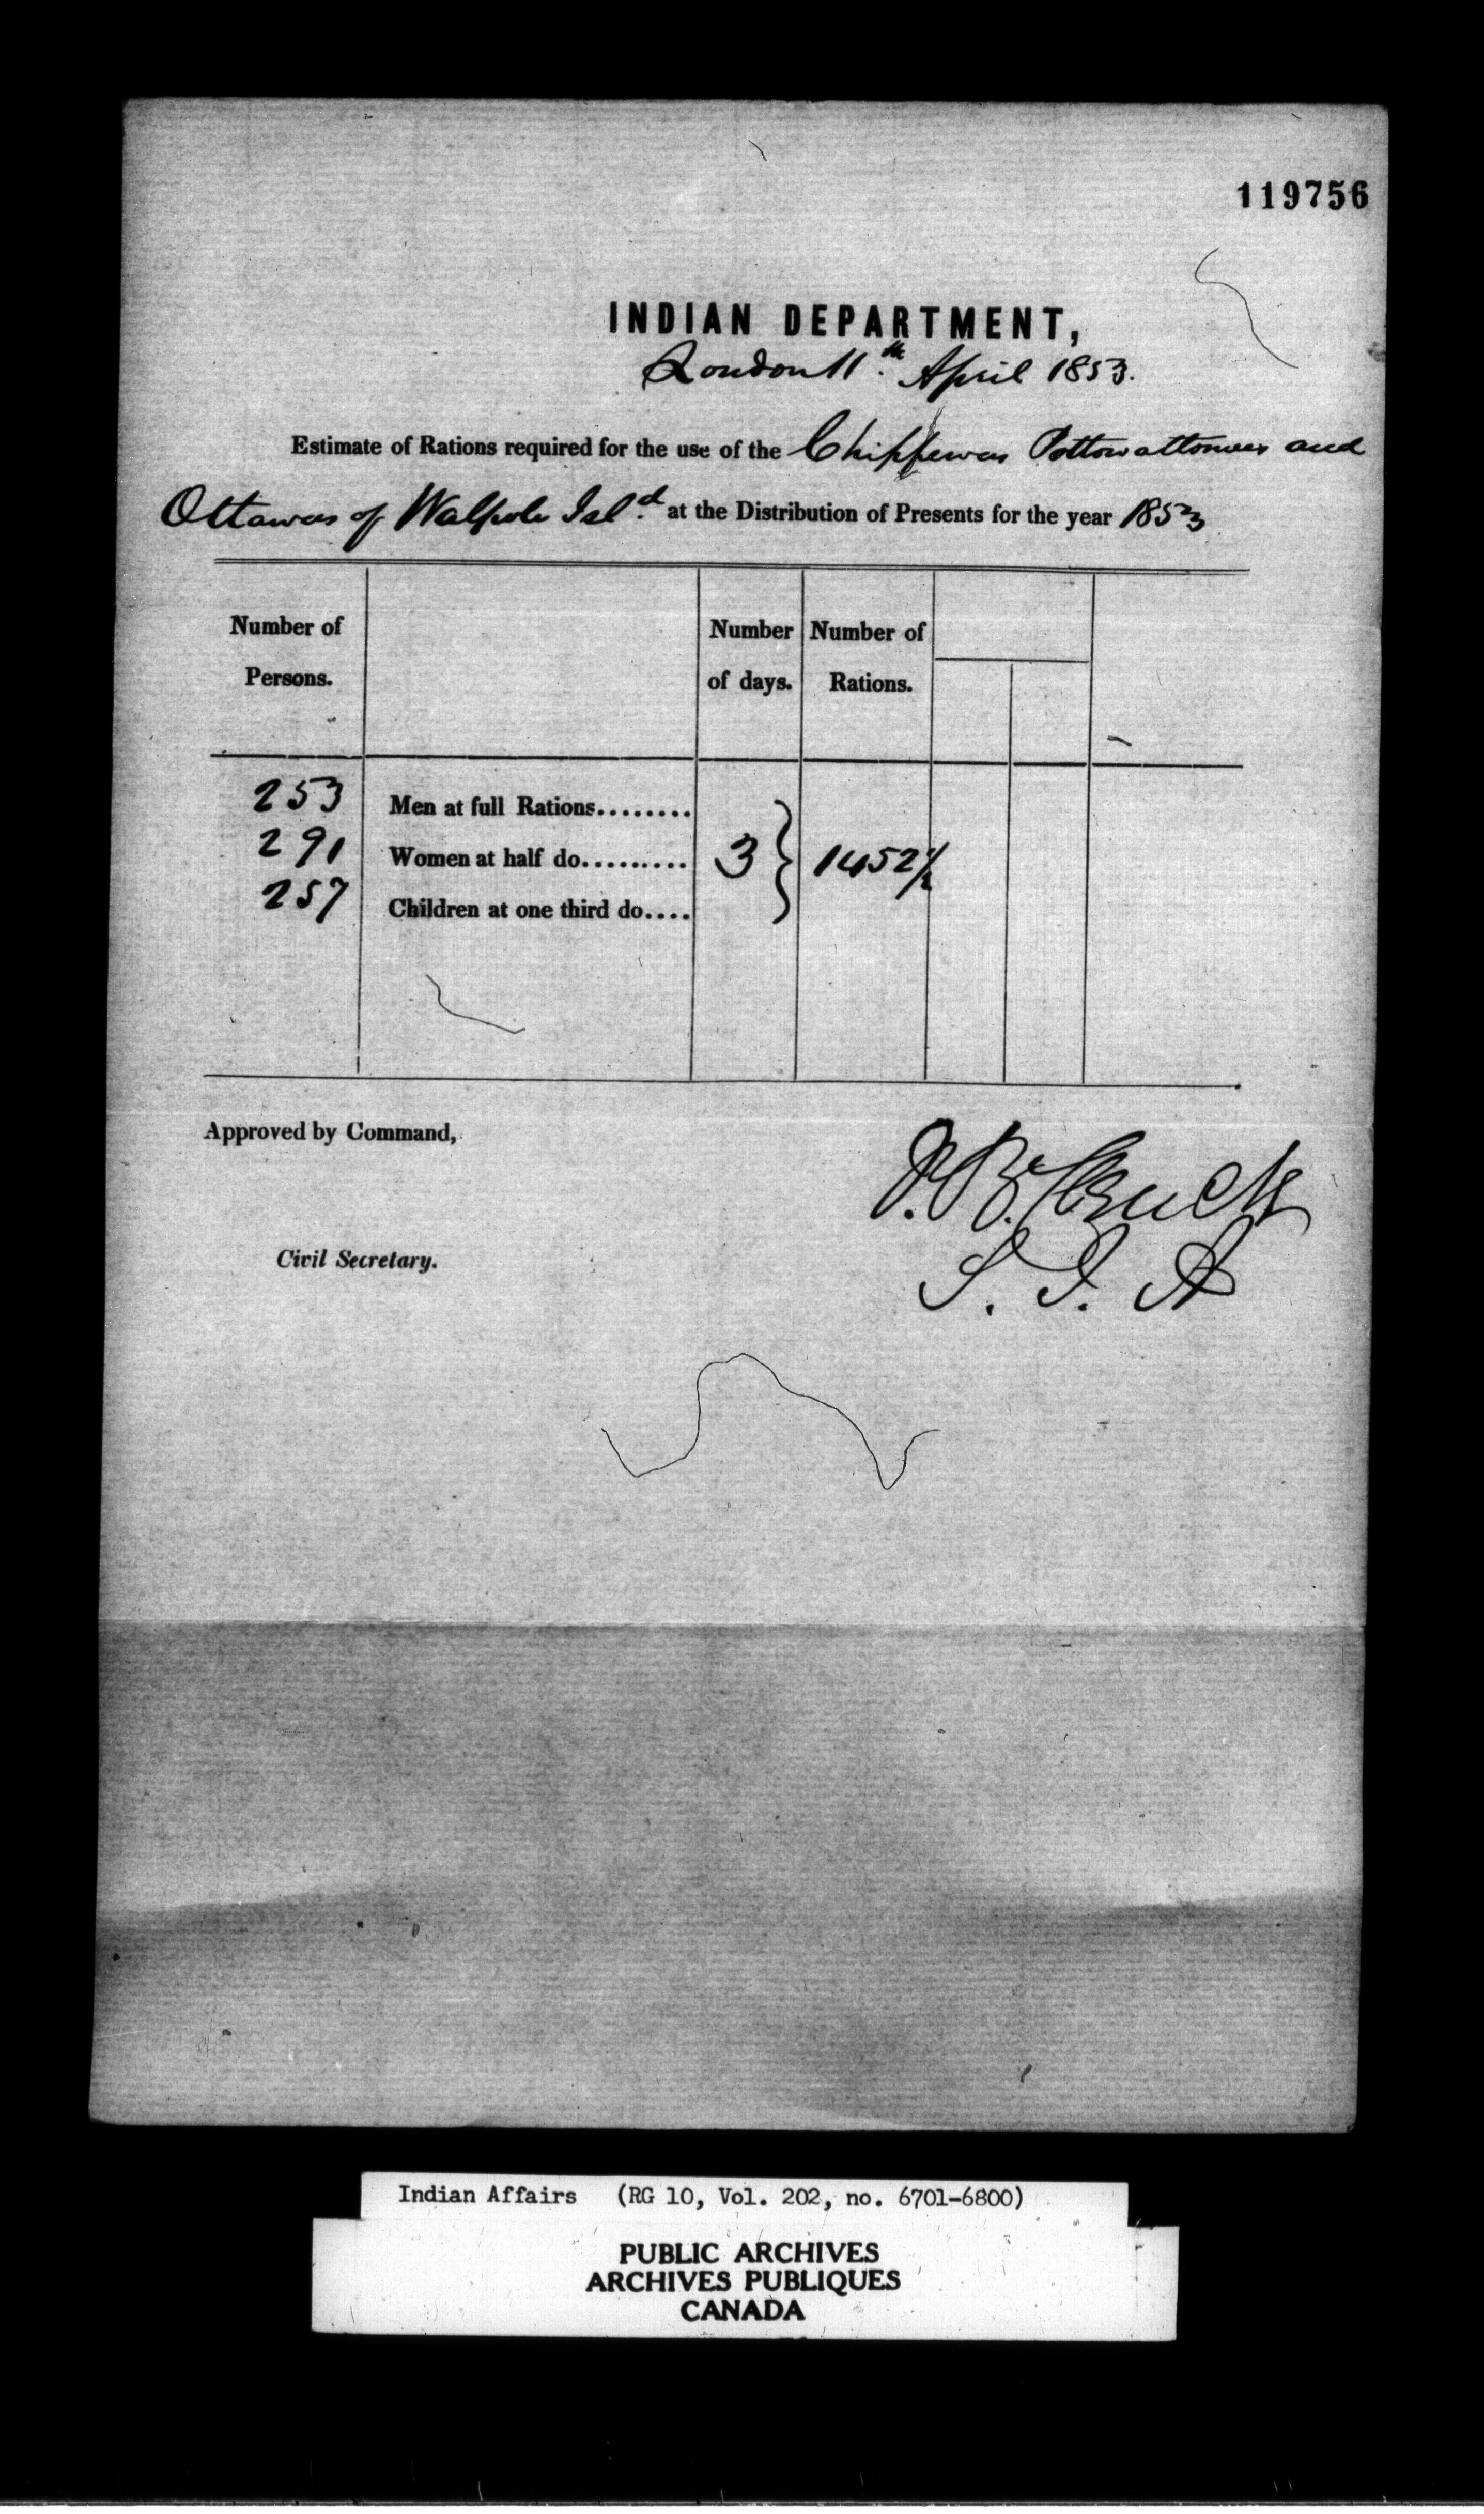 119756
INDIAN DEPARTMENT,
London 11th. April 1853.
Estimate of Rations required for the use of the Chippewas Pottowattomies and
Ottawas of Walpole Isld. at the Distribution of Presents for the year 1853
Number of Persons.
Number of days.
Number of Rations.
253 Men at full Rations........
291 Women at half do.........
257 Children at one third do....
3 } 1452 1/2
Approved by Command,
Civil Secretary.
S. I. A
Indian Affairs (RG 10, Vol. 202, no. 6701-6800)
PUBLIC ARCHIVES
ARCHIVES PUBLIQUES
CANADA